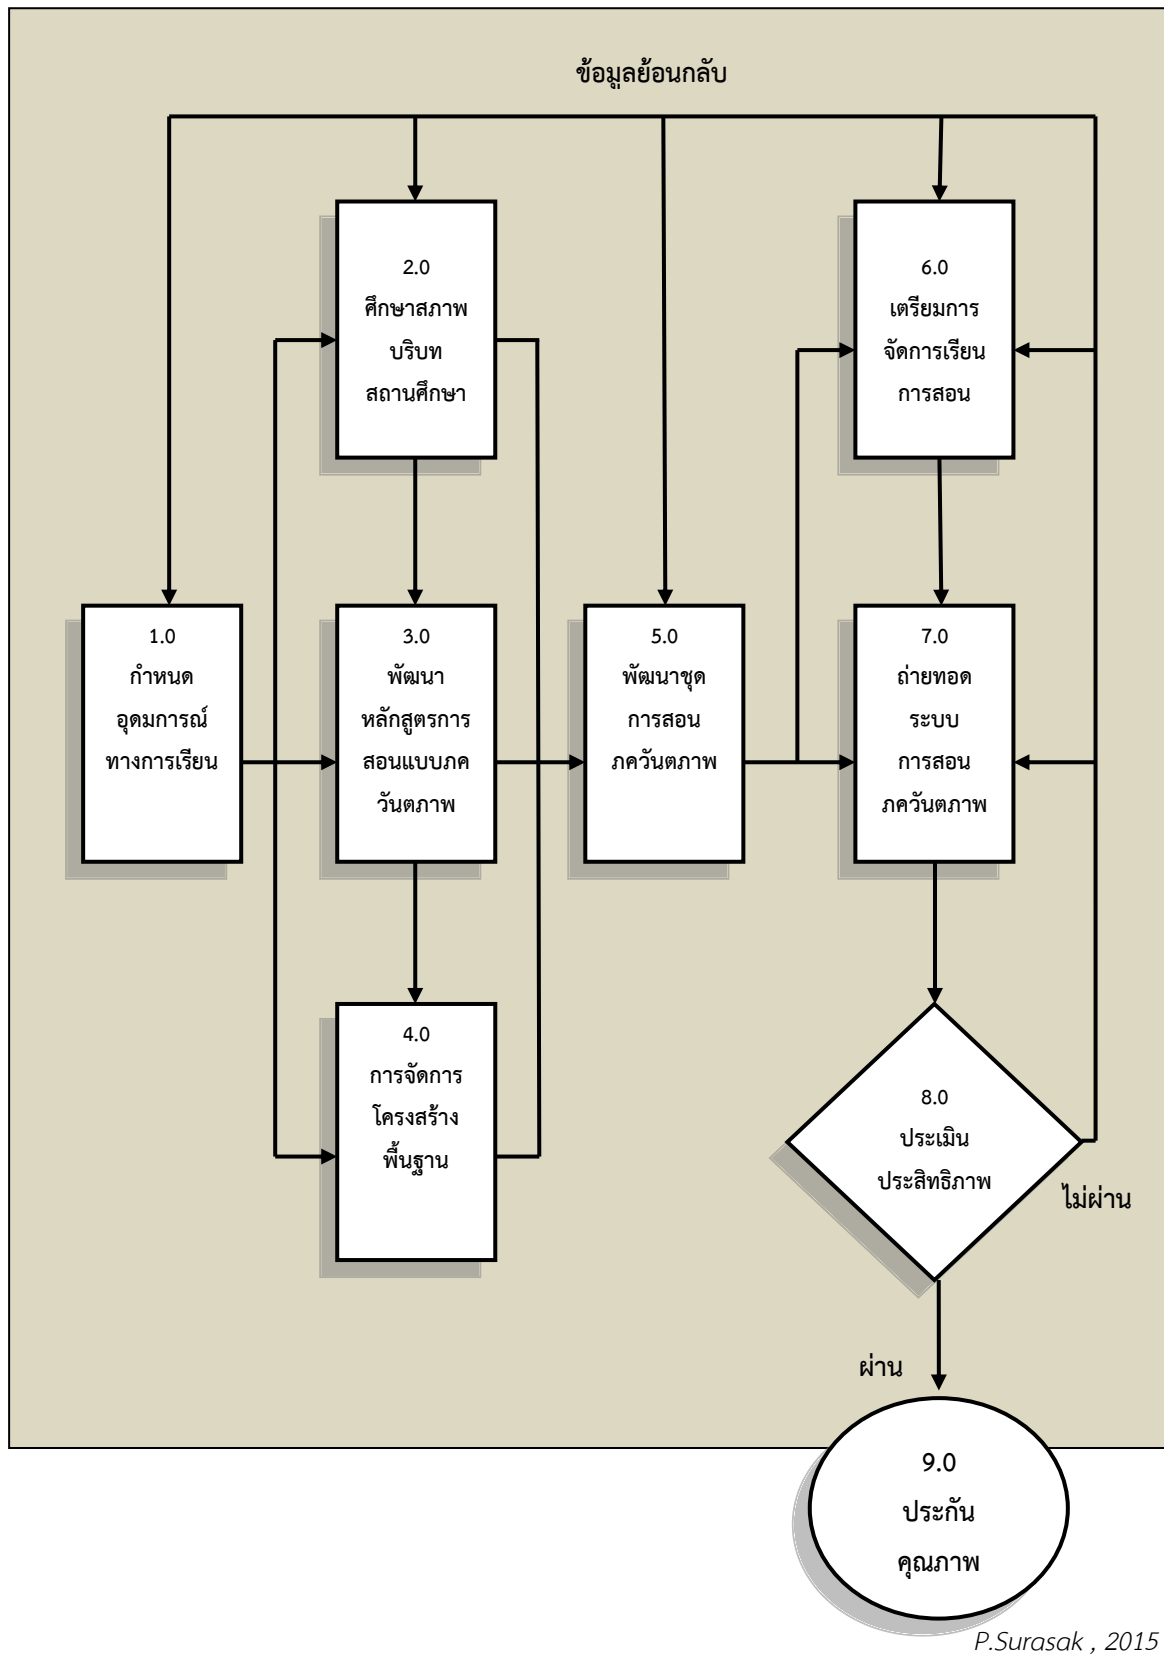 ข้อมูลย้อนกลับ
2.0
ศึกษาสภาพ
บริบท
สถานศึกษา
6.0
เตรียมการ
จัดการเรียน
การสอน
1.0
กำหนด
อุดมการณ์
ทางการเรียน
3.0
พัฒนา
หลักสูตรการ
สอนแบบภค
วันตภาพ
5.0
พัฒนาชุด
การสอน
ภควันตภาพ
7.0
ถ่ายทอด
ระบบ
การสอน
ภควันตภาพ
4.0
การจัดการ
โครงสร้าง
พื้นฐาน
8.0
ประเมิน
ประสิทธิภาพ
ไม่ผ่าน
ผ่าน
9.0
ประกัน
คุณภาพ
P.Surasak , 2015